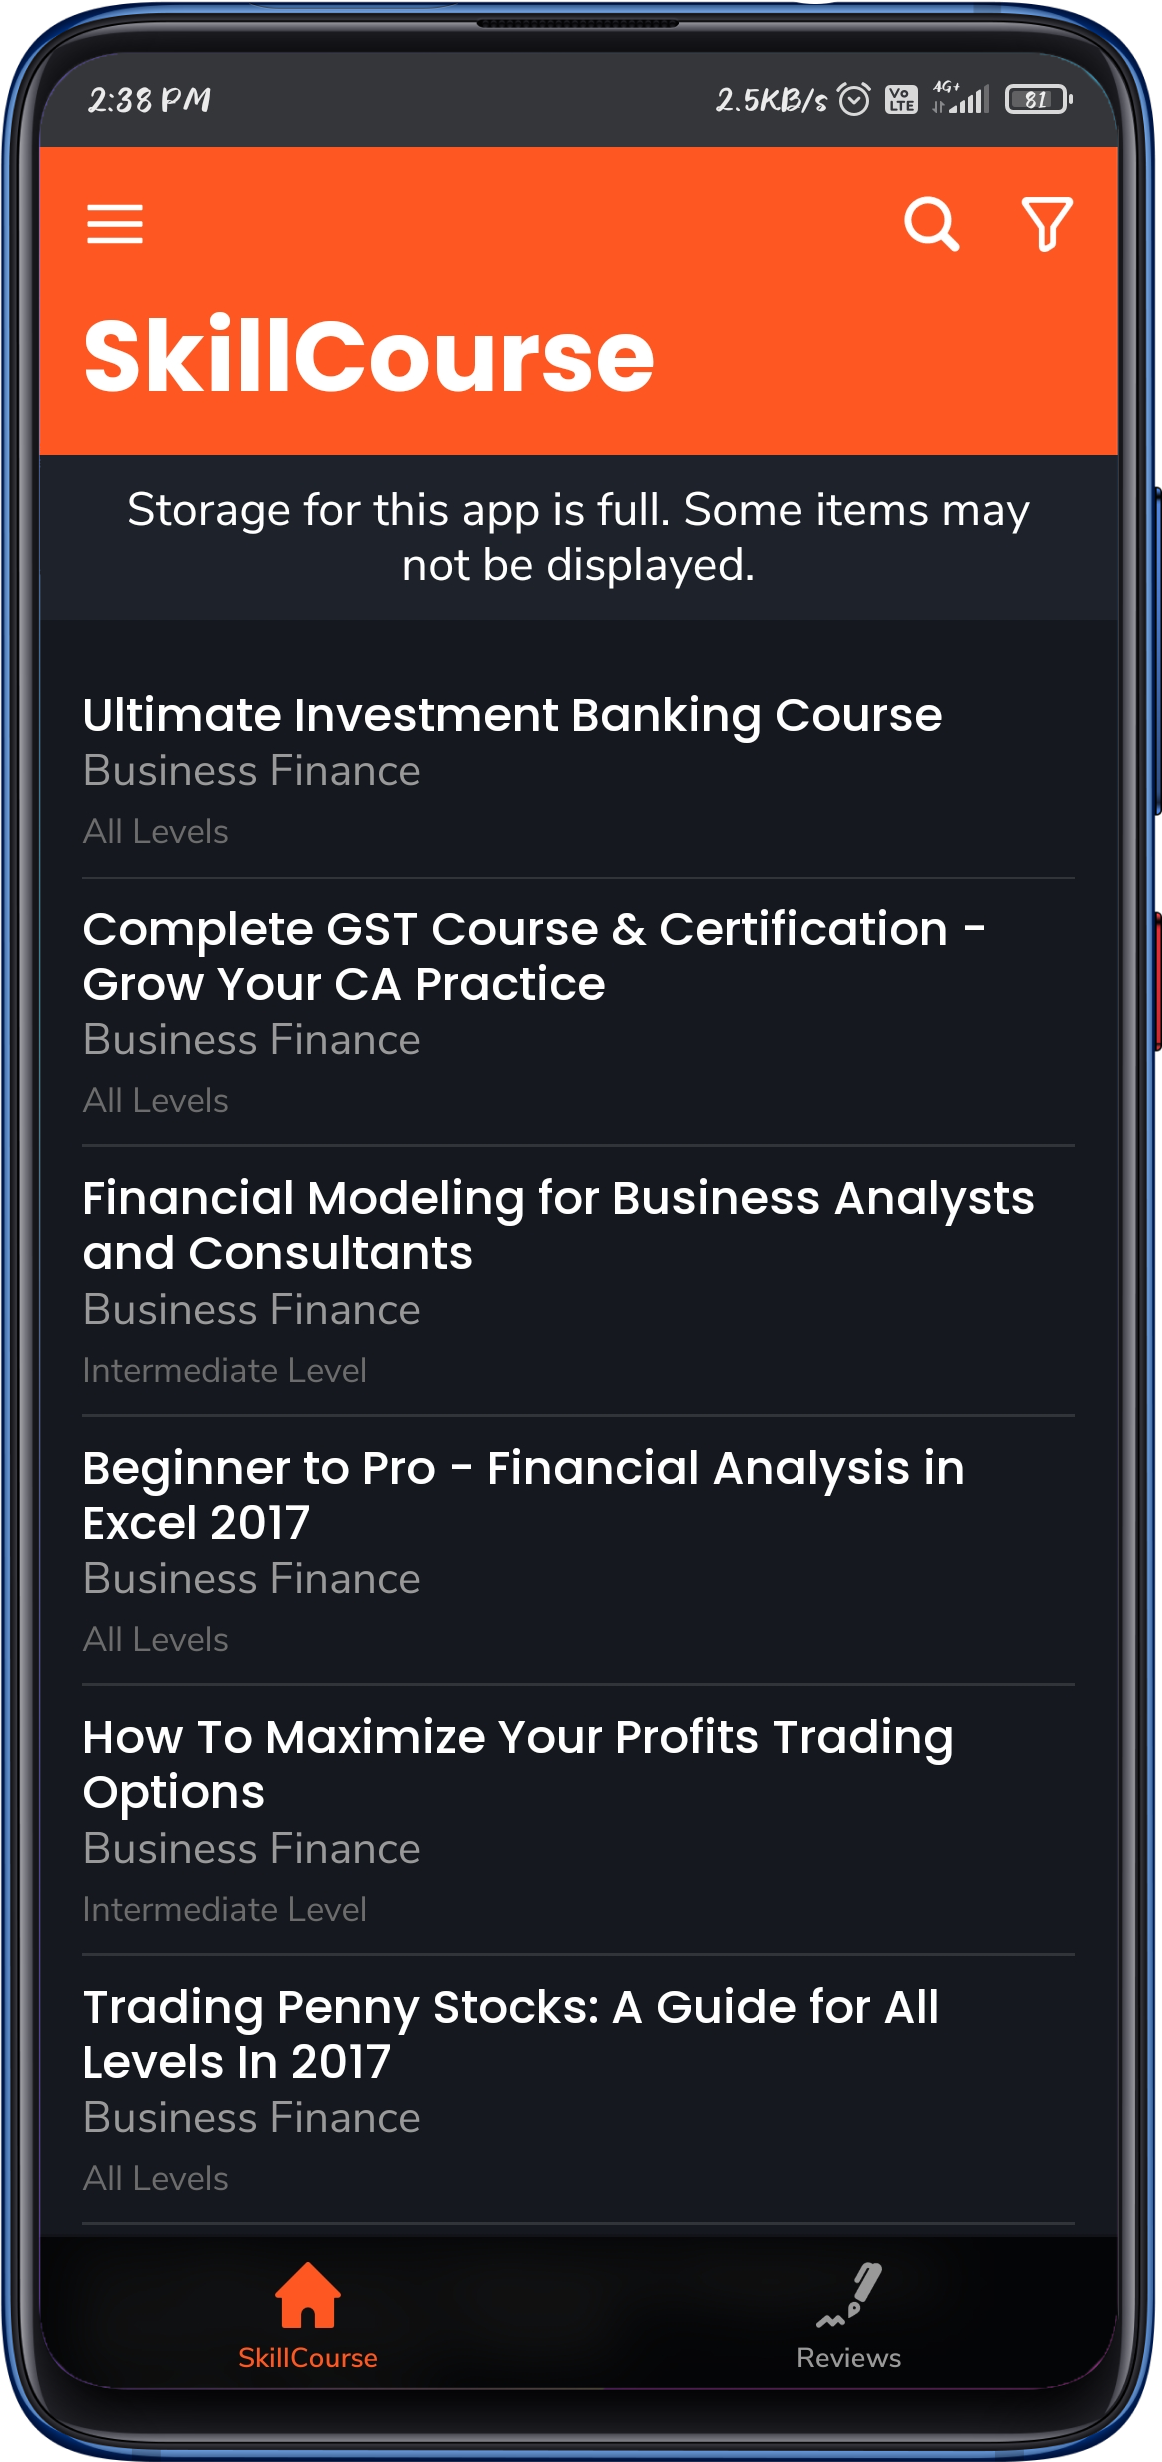 2:38 PM 2.5KB/s Vo LTE 4G+ 81
SkillCourse
Storage for this app is full. Some items may
not be displayed.
Ultimate Investment Banking Course
Business Finance
All Levels
Complete GST Course & Certification -
Grow Your CA Practice
Business Finance
All Levels
Financial Modeling for Business Analysts
and Consultants
Business Finance
Intermediate Level
Beginner to Pro - Financial Analysis in
Excel 2017
Business Finance
All Levels
How To Maximize Your Profits Trading
Options
Business Finance
Intermediate Level
Trading Penny Stocks: A Guide for All
Levels In 2017
Business Finance
All Levels
SkillCourse Reviews